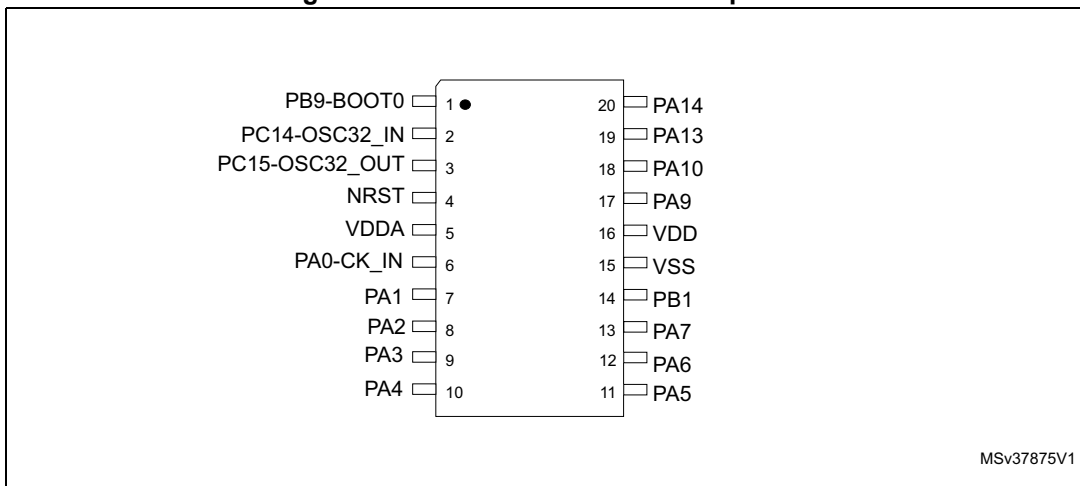 PB9-BOOT0 1 20 PA14
PC14-OSC32_IN 2 19 PA13
PC15-OSC32_OUT 3 18 PA10
NRST 4 17 PA9
VDDA 5 16 VDD
PA0-CK_IN 6 15 VSS
PA1 7 14 PB1
PA2 8 13 PA7
PA3 9 12 PA6
PA4 10 11 PA5
MSv37875V1